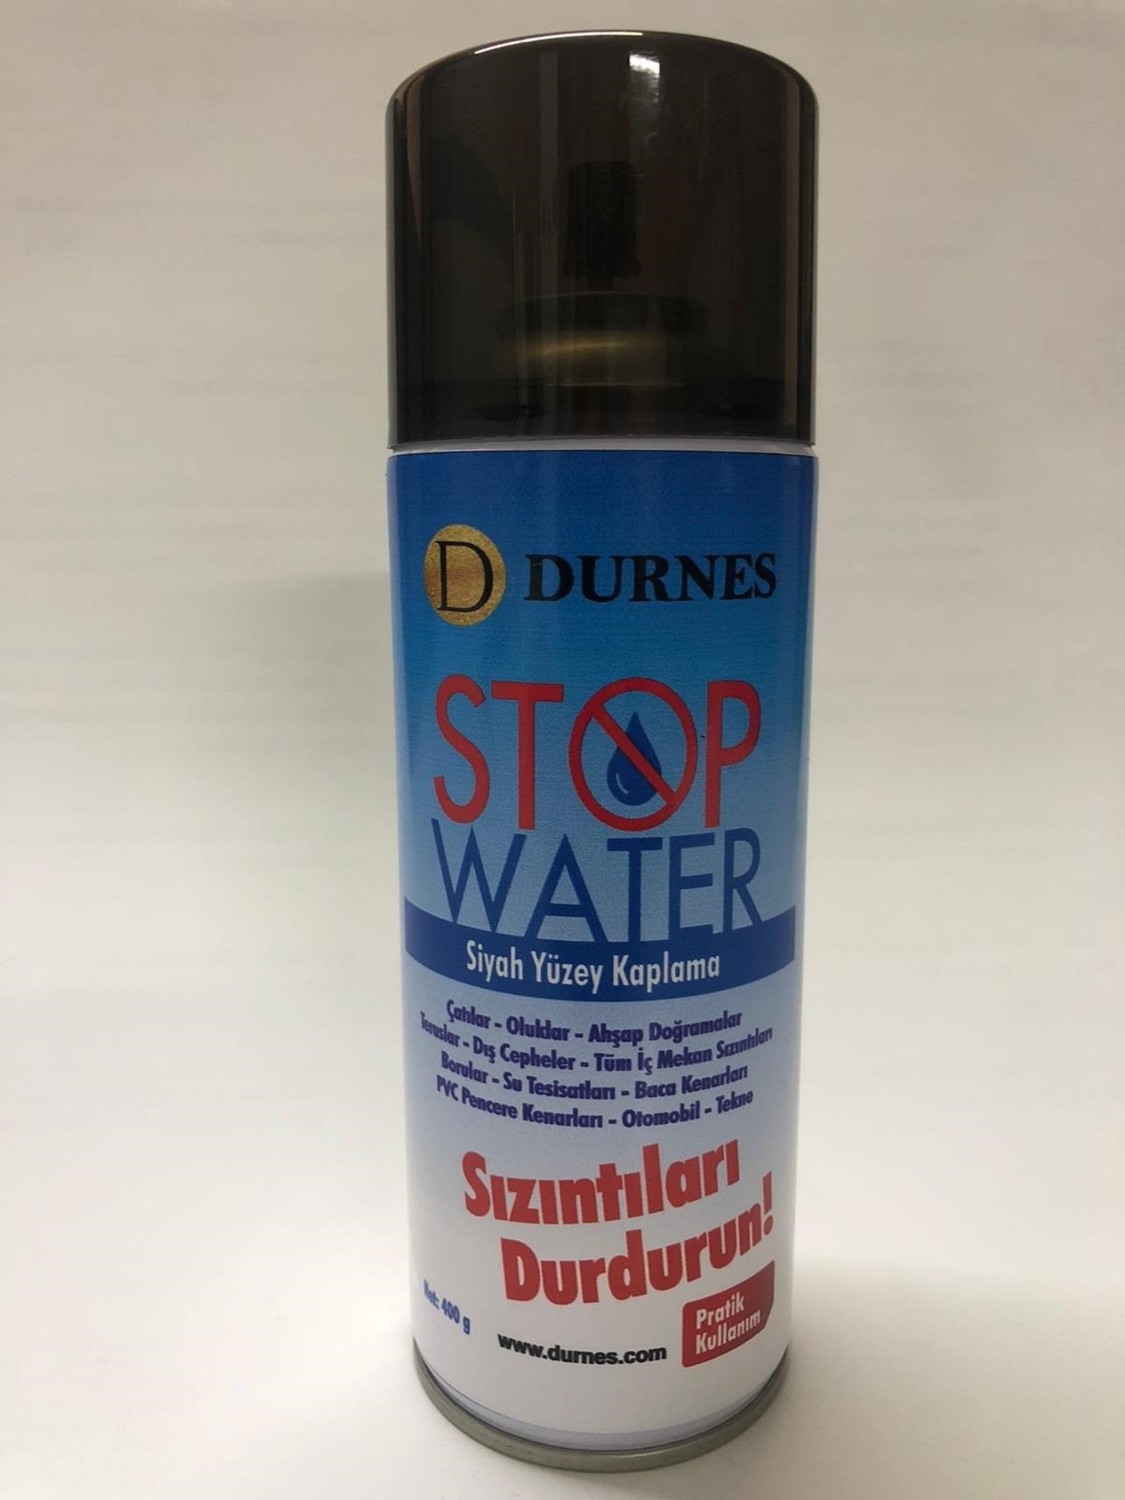 D DURNES
STOP
WATER
Siyah Yüzey Kaplama
Çatılar - Oluklar - Ahşap Doğramalar
Teraslar - Dış Cepheler - Tüm İç Mekan Sızıntıları
Borular - Su Tesisatları - Baca Kenarları
PVC Pencere Kenarları - Otomobil - Tekne
Sızıntıları
Durdurun!
Net: 400 g
www.durnes.com
Pratik
Kullanım